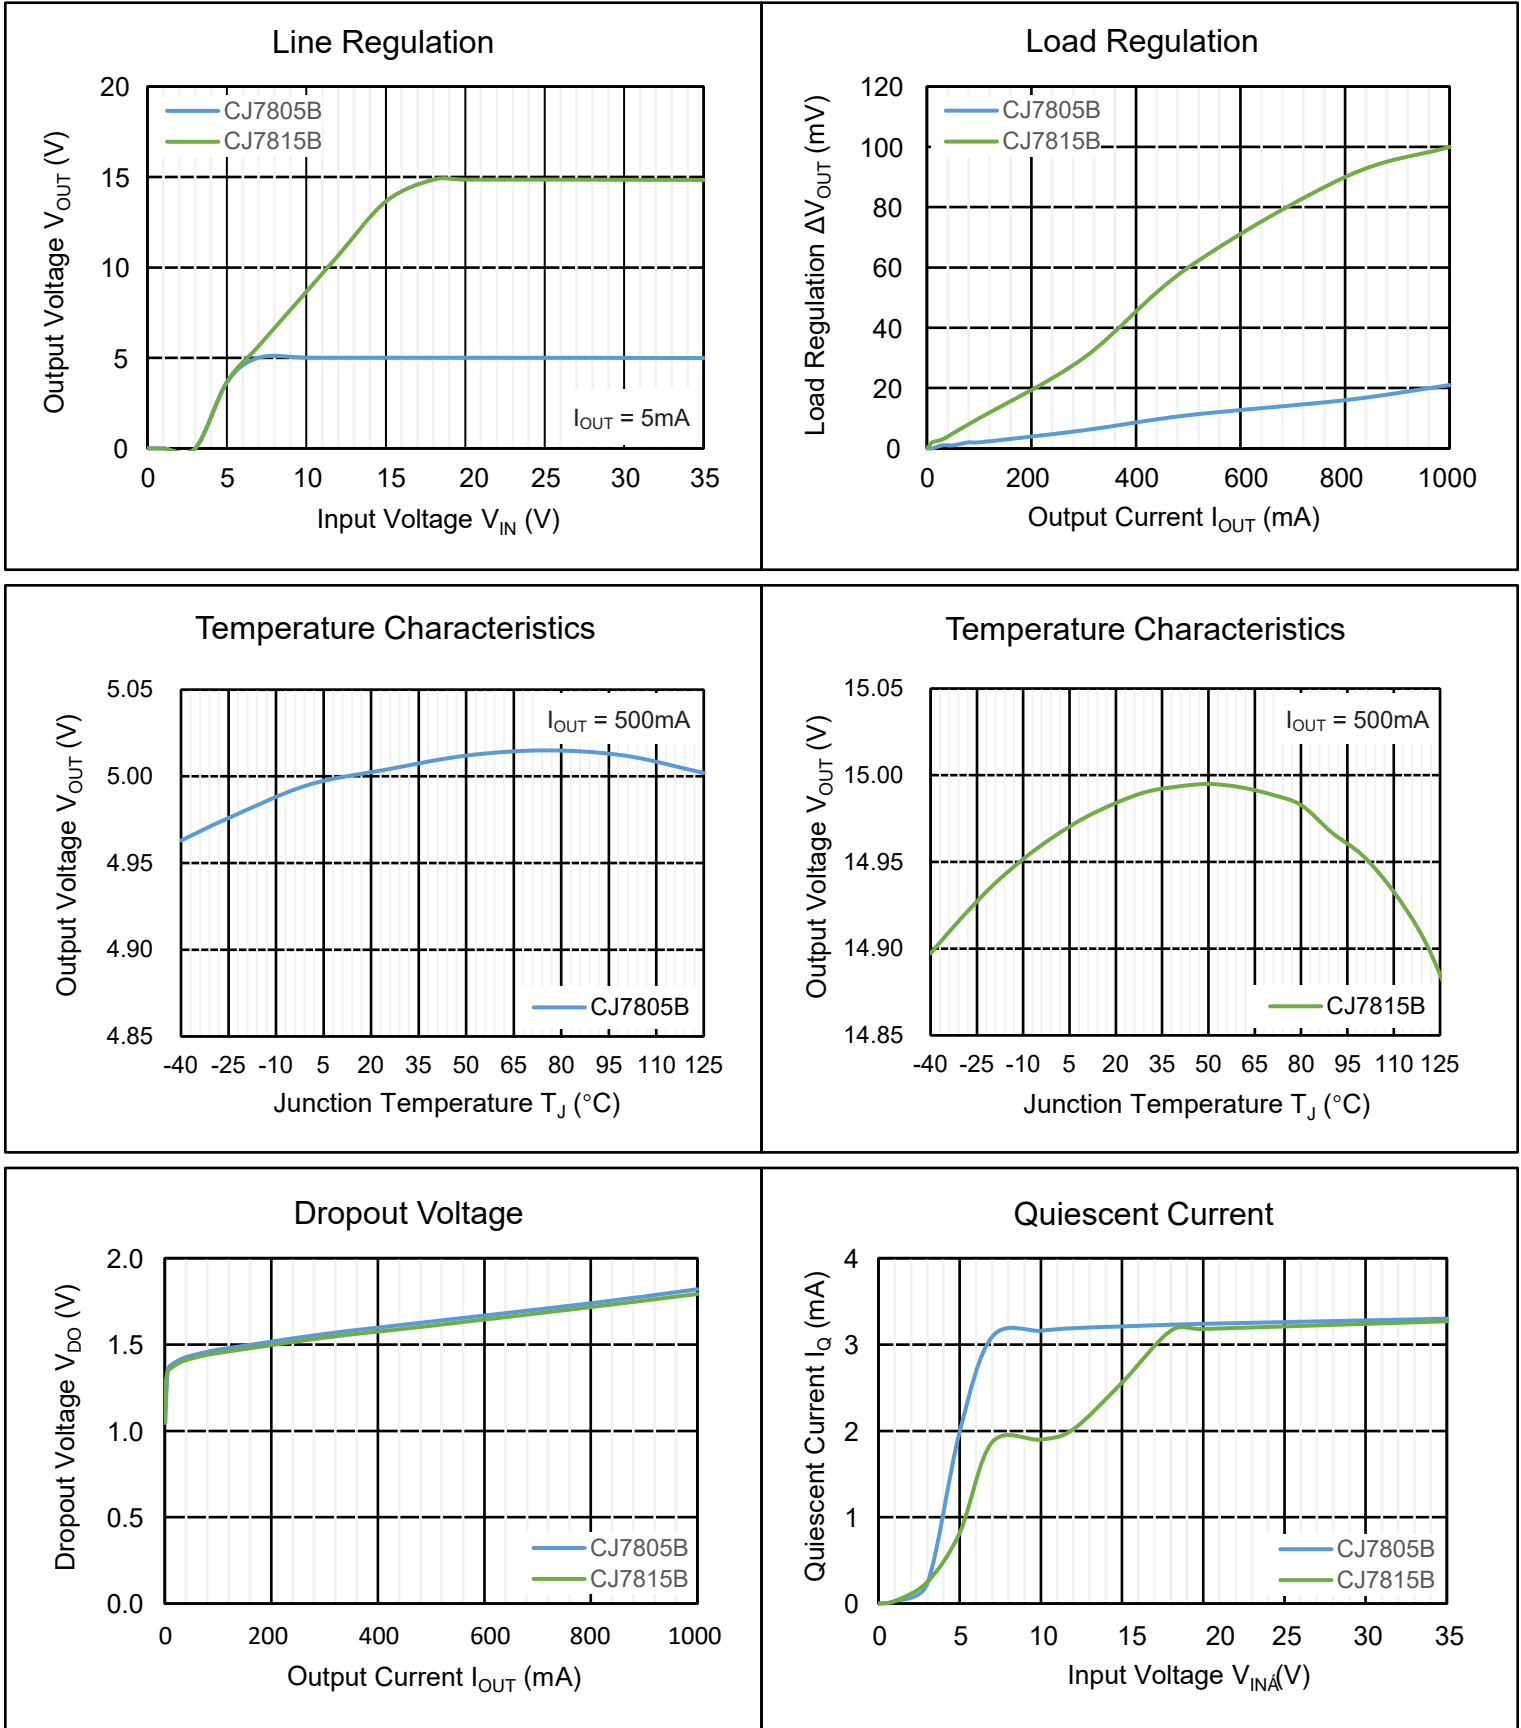 Line Regulation
20
15
10
5
0
0 5 10 15 20 25 30 35
Output Voltage VOUT (V)
Input Voltage VIN (V)
CJ7805B
CJ7815B
IOUT = 5mA
Load Regulation
120
100
80
60
40
20
0
0 200 400 600 800 1000
Load Regulation ΔVOUT (mV)
Output Current IOUT (mA)
CJ7805B
CJ7815B
Temperature Characteristics
5.05
5.00
4.95
4.90
4.85
-40 -25 -10 5 20 35 50 65 80 95 110 125
Output Voltage VOUT (V)
Junction Temperature TJ (°C)
IOUT = 500mA
CJ7805B
Temperature Characteristics
15.05
15.00
14.95
14.90
14.85
-40 -25 -10 5 20 35 50 65 80 95 110 125
Output Voltage VOUT (V)
Junction Temperature TJ (°C)
IOUT = 500mA
CJ7815B
Dropout Voltage
2.0
1.5
1.0
0.5
0.0
0 200 400 600 800 1000
Dropout Voltage VDO (V)
Output Current IOUT (mA)
CJ7805B
CJ7815B
Quiescent Current
4
3
2
1
0
0 5 10 15 20 25 30 35
Quiescent Current IQ (mA)
Input Voltage VINÁ(V)
CJ7805B
CJ7815B